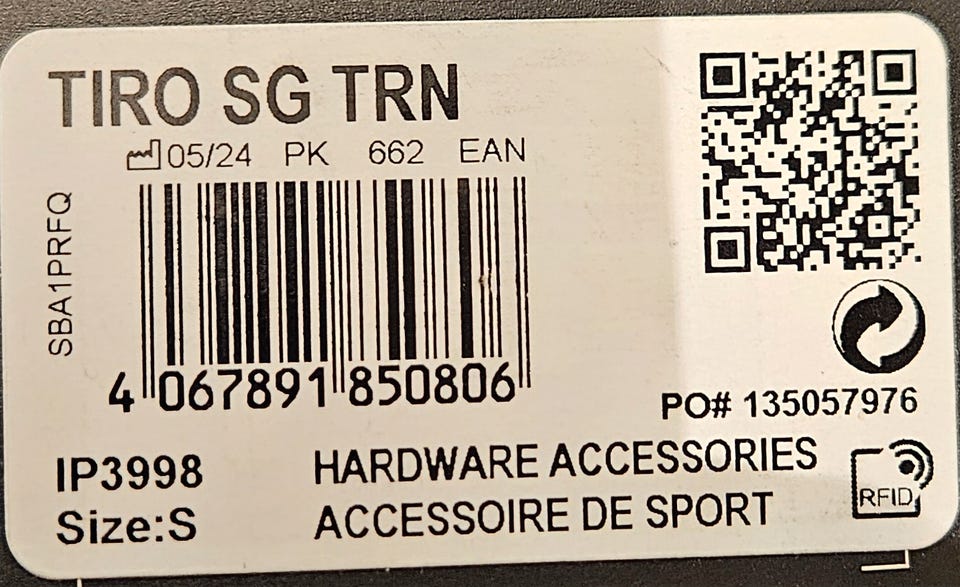 TIRO SG TRN
05/24 PK 662 EAN
SBA1PRFQ
4 067891 850806
PO# 135057976
IP3998
HARDWARE ACCESSORIES
Size:S
ACCESSOIRE DE SPORT
RFID